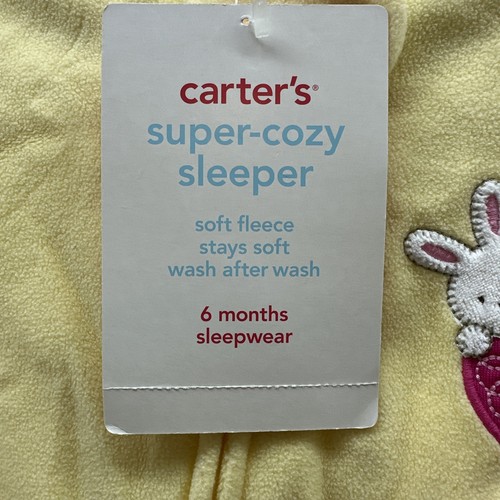 carter's®
super-cozy
sleeper
soft fleece
stays soft
wash after wash
6 months
sleepwear